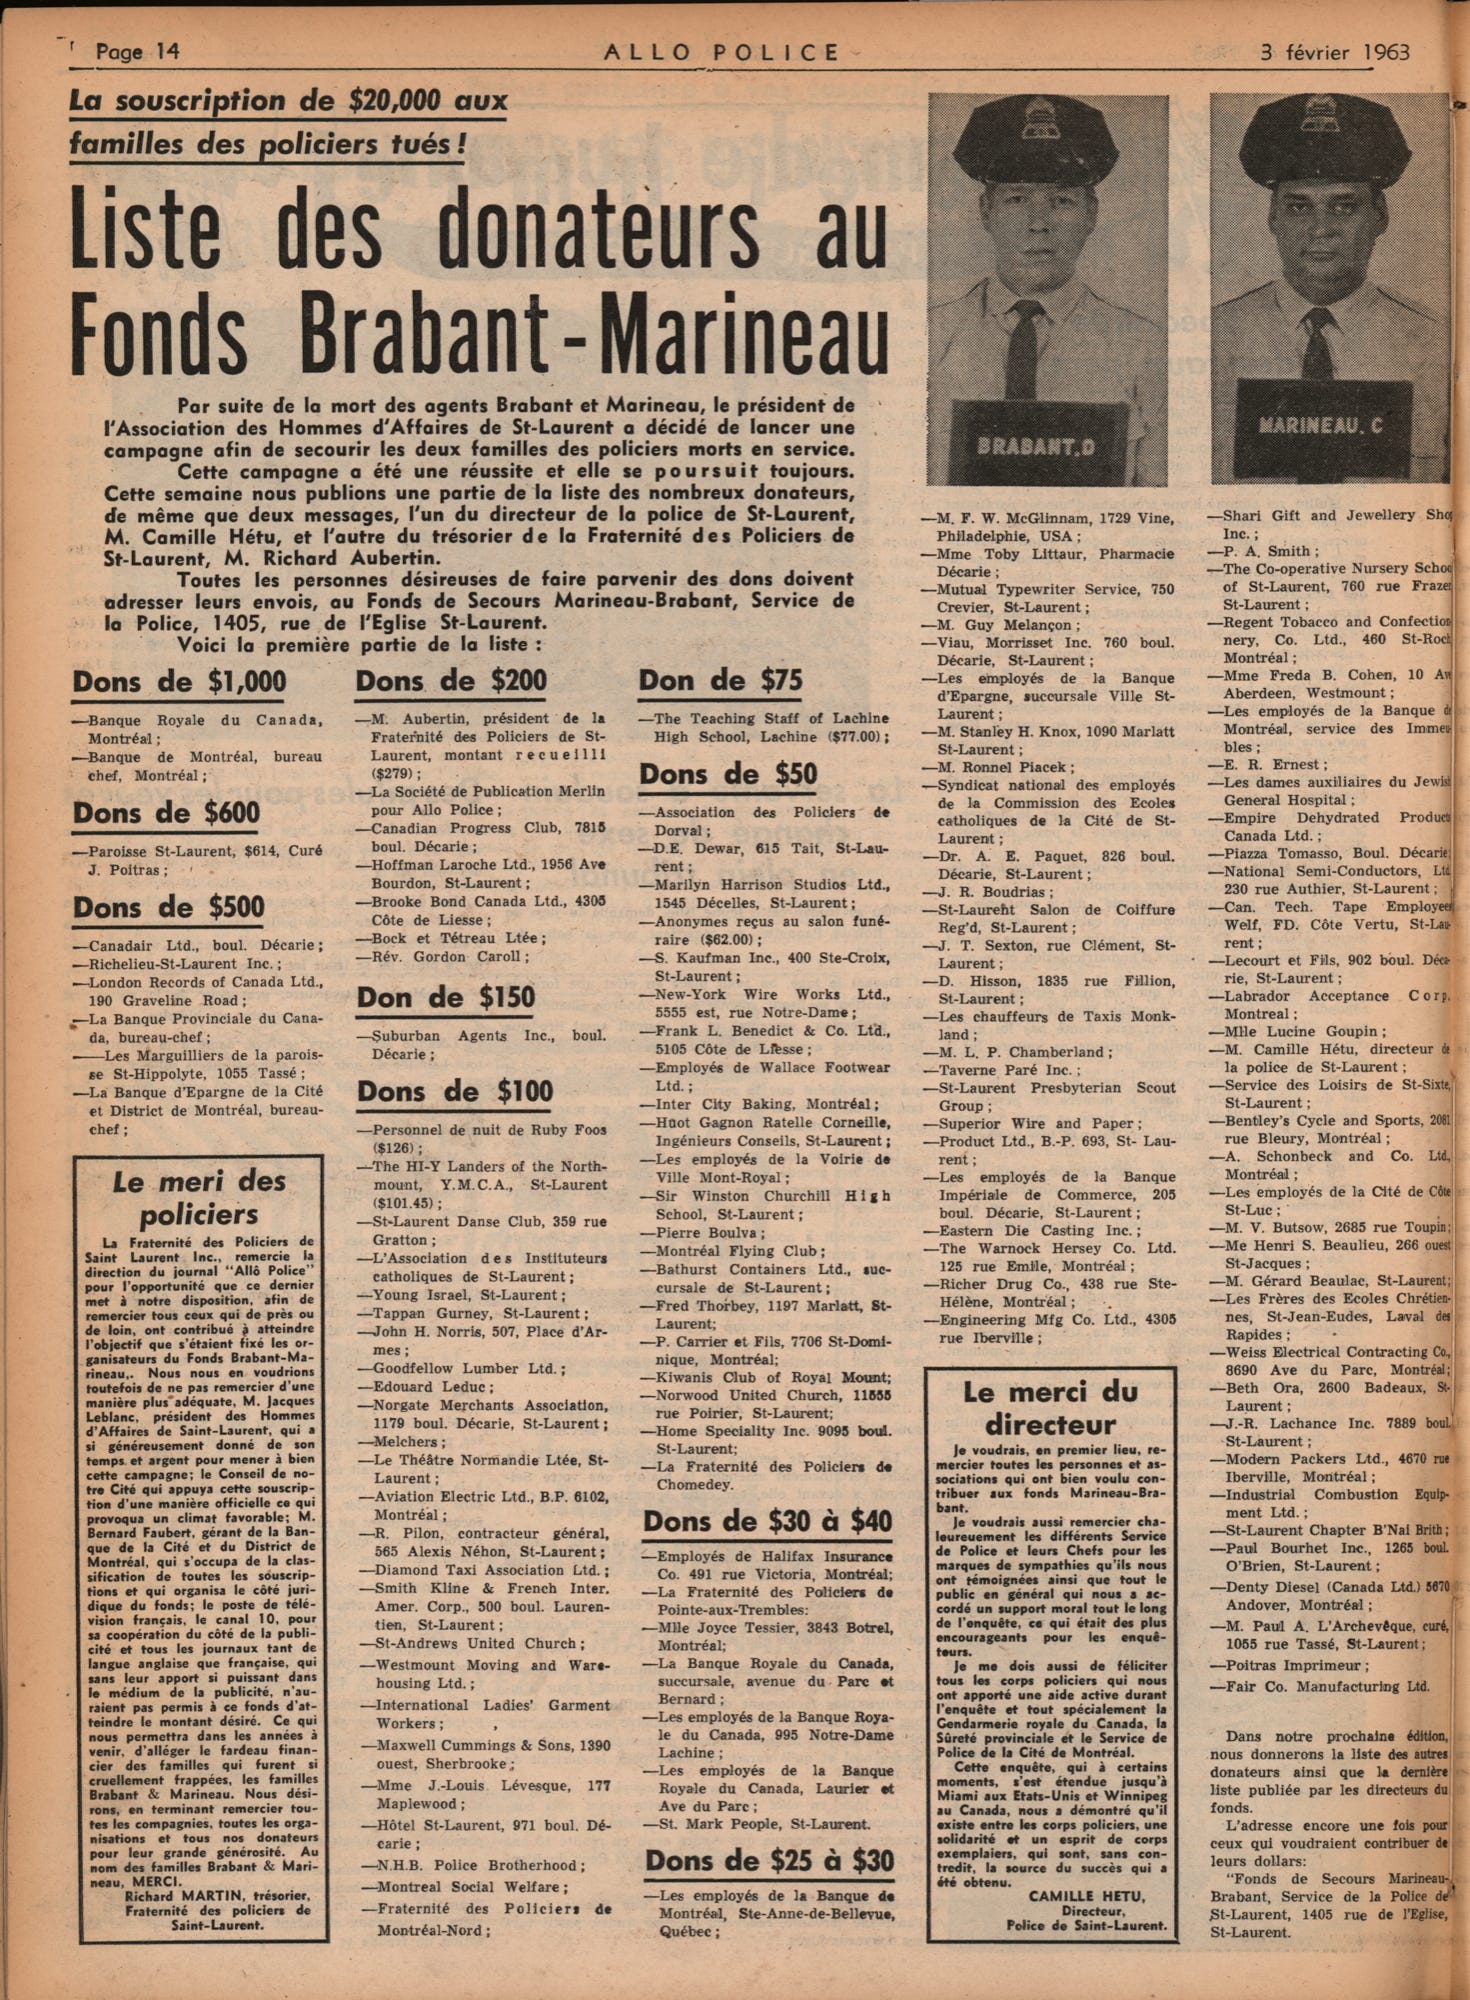 Page 14
ALLO POLICE
3 février 1963
La souscription de $20,000 aux
familles des policiers tués !
Liste des donateurs au
Fonds Brabant-Marineau
Par suite de la mort des agents Brabant et Marineau, le président de
l'Association des Hommes d'Affaires de St-Laurent a décidé de lancer une
campagne afin de secourir les deux familles des policiers morts en service.
Cette campagne a été une réussite et elle se poursuit toujours.
Cette semaine nous publions une partie de la liste des nombreux donateurs,
de même que deux messages, l'un du directeur de la police de St-Laurent,
M. Camille Hétu, et l'autre du trésorier de la Fraternité des Policiers de
St-Laurent, M. Richard Aubertin.
Toutes les personnes désireuses de faire parvenir des dons doivent
adresser leurs envois, au Fonds de Secours Marineau-Brabant, Service de
la Police, 1405, rue de l'Eglise St-Laurent.
Voici la première partie de la liste :
Dons de $1,000
—Banque Royale du Canada,
Montréal ;
—Banque de Montréal, bureau
chef, Montréal ;
Dons de $600
—Paroisse St-Laurent, $614, Curé
J. Poitras ;
Dons de $500
—Canadair Ltd., boul. Décarie ;
—Richelieu-St-Laurent Inc. ;
—London Records of Canada Ltd.,
190 Graveline Road ;
—La Banque Provinciale du Cana-
da, bureau-chef ;
——Les Marguilliers de la parois-
se St-Hippolyte, 1055 Tassé ;
—La Banque d'Epargne de la Cité
et District de Montréal, bureau-
chef ;
Le meri des
policiers
La Fraternité des Policiers de
Saint Laurent Inc., remercie la
direction du journal "Allô Police"
pour l'opportunité que ce dernier
met à notre disposition, afin de
remercier tous ceux qui de près ou
de loin, ont contribué à atteindre
l'objectif que s'étaient fixé les or-
ganisateurs du Fonds Brabant-Ma-
rineau,. Nous nous en voudrions
toutefois de ne pas remercier d'une
manière plus adéquate, M. Jacques
Leblanc, président des Hommes
d'Affaires de Saint-Laurent, qui a
si généreusement donné de son
temps et argent pour mener à bien
cette campagne; le Conseil de no-
tre Cité qui appuya cette souscrip-
tion d'une manière officielle ce qui
provoqua un climat favorable; M.
Bernard Faubert, gérant de la Ban-
que de la Cité et du District de
Montréal, qui s'occupa de la clas-
sification de toutes les souscrip-
tions et qui organisa le côté juri-
dique du fonds; le poste de télé-
vision français, le canal 10, pour
sa coopération du côté de la publi-
cité et tous les journaux tant de
langue anglaise que française, qui
sans leur apport si puissant dans
le médium de la publicité, n'au-
raient pas permis à ce fonds d'at-
teindre le montant désiré. Ce qui
nous permettra dans les années à
venir, d'alléger le fardeau finan-
cier des familles qui furent si
cruellement frappées, les familles
Brabant & Marineau. Nous dési-
rons, en terminant remercier tou-
tes les compagnies, toutes les orga-
nisations et tous nos donateurs
pour leur grande générosité. Au
nom des familles Brabant & Mari-
neau, MERCI.
Richard MARTIN, trésorier,
Fraternité des policiers de
Saint-Laurent.
Dons de $200
—M. Aubertin, président de la
Fraternité des Policiers de St-
Laurent, montant recueilli
($279) ;
—La Société de Publication Merlin
pour Allo Police ;
—Canadian Progress Club, 7815
boul. Décarie ;
—Hoffman Laroche Ltd., 1956 Ave
Bourdon, St-Laurent ;
—Brooke Bond Canada Ltd., 4305
Côte de Liesse ;
—Bock et Tétreau Ltée ;
—Rév. Gordon Caroll ;
Don de $150
—Suburban Agents Inc., boul.
Décarie ;
Dons de $100
—Personnel de nuit de Ruby Foos
($126) ;
—The HI-Y Landers of the North-
mount, Y.M.C.A., St-Laurent
($101.45) ;
—St-Laurent Danse Club, 359 rue
Gratton ;
—L'Association des Instituteurs
catholiques de St-Laurent ;
—Young Israel, St-Laurent ;
—Tappan Gurney, St-Laurent ;
—John H. Norris, 507, Place d'Ar-
mes ;
—Goodfellow Lumber Ltd. ;
—Edouard Leduc ;
—Norgate Merchants Association,
1179 boul. Décarie, St-Laurent ;
—Melchers ;
—Le Théâtre Normandie Ltée, St-
Laurent ;
—Aviation Electric Ltd., B.P. 6102,
Montréal ;
—R. Pilon, contracteur général,
565 Alexis Néhon, St-Laurent ;
—Diamond Taxi Association Ltd. ;
—Smith Kline & French Inter.
Amer. Corp., 500 boul. Lauren-
tien, St-Laurent ;
—St-Andrews United Church ;
—Westmount Moving and Ware-
housing Ltd. ;
—International Ladies' Garment
Workers ;
—Maxwell Cummings & Sons, 1390
ouest, Sherbrooke ;
—Mme J.-Louis Lévesque, 177
Maplewood ;
—Hôtel St-Laurent, 971 boul. Dé-
carie ;
—N.H.B. Police Brotherhood ;
—Montreal Social Welfare ;
—Fraternité des Policiers de
Montréal-Nord ;
Don de $75
—The Teaching Staff of Lachine
High School, Lachine ($77.00) ;
Dons de $50
—Association des Policiers de
Dorval ;
—D.E. Dewar, 615 Tait, St-Lau-
rent ;
—Marilyn Harrison Studios Ltd.,
1545 Décelles, St-Laurent ;
—Anonymes reçus au salon funé-
raire ($62.00) ;
—S. Kaufman Inc., 400 Ste-Croix,
St-Laurent ;
—New-York Wire Works Ltd.,
5555 est, rue Notre-Dame ;
—Frank L. Benedict & Co. Ltd.,
5105 Côte de Liesse ;
—Employés de Wallace Footwear
Ltd. ;
—Inter City Baking, Montréal ;
—Huot Gagnon Ratelle Corneille,
Ingénieurs Conseils, St-Laurent ;
—Les employés de la Voirie de
Ville Mont-Royal ;
—Sir Winston Churchill High
School, St-Laurent ;
—Pierre Boulva ;
—Montréal Flying Club ;
—Bathurst Containers Ltd., suc-
cursale de St-Laurent ;
—Fred Thorbey, 1197 Marlatt, St-
Laurent;
—P. Carrier et Fils, 7706 St-Domi-
nique, Montréal;
—Kiwanis Club of Royal Mount;
—Norwood United Church, 11555
rue Poirier, St-Laurent;
—Home Speciality Inc. 9095 boul.
St-Laurent;
—La Fraternité des Policiers de
Chomedey.
Dons de $30 à $40
—Employés de Halifax Insurance
Co. 491 rue Victoria, Montréal;
—La Fraternité des Policiers de
Pointe-aux-Trembles:
—Mlle Joyce Tessier, 3843 Botrel,
Montréal;
—La Banque Royale du Canada,
succursale, avenue du Parc et
Bernard ;
—Les employés de la Banque Roya-
le du Canada, 995 Notre-Dame
Lachine ;
—Les employés de la Banque
Royale du Canada, Laurier et
Ave du Parc ;
—St. Mark People, St-Laurent.
Dons de $25 à $30
—Les employés de la Banque de
Montréal, Ste-Anne-de-Bellevue,
Québec ;
BRABANT.D
—M. F. W. McGlinnam, 1729 Vine,
Philadelphie, USA ;
—Mme Toby Littaur, Pharmacie
Décarie ;
—Mutual Typewriter Service, 750
Crevier, St-Laurent ;
—M. Guy Melançon ;
—Viau, Morrisset Inc. 760 boul.
Décarie, St-Laurent ;
—Les employés de la Banque
d'Epargne, succursale Ville St-
Laurent ;
—M. Stanley H. Knox, 1090 Marlatt
St-Laurent ;
—M. Ronnel Piacek ;
—Syndicat national des employés
de la Commission des Ecoles
catholiques de la Cité de St-
Laurent ;
—Dr. A. E. Paquet, 826 boul.
Décarie, St-Laurent ;
—J. R. Boudrias ;
—St-Laurent Salon de Coiffure
Reg'd, St-Laurent ;
—J. T. Sexton, rue Clément, St-
Laurent ;
—D. Hisson, 1835 rue Fillion,
St-Laurent ;
—Les chauffeurs de Taxis Monk-
land ;
—M. L. P. Chamberland ;
—Taverne Paré Inc. ;
—St-Laurent Presbyterian Scout
Group ;
—Superior Wire and Paper ;
—Product Ltd., B.-P. 693, St- Lau-
rent ;
—Les employés de la Banque
Impériale de Commerce, 205
boul. Décarie, St-Laurent ;
—Eastern Die Casting Inc. ;
—The Warnock Hersey Co. Ltd.
125 rue Emile, Montréal ;
—Richer Drug Co., 438 rue Ste-
Hélène, Montréal ;
—Engineering Mfg Co. Ltd., 4305
rue Iberville ;
Le merci du
directeur
Je voudrais, en premier lieu, re-
mercier toutes les personnes et as-
sociations qui ont bien voulu con-
tribuer aux fonds Marineau-Bra-
bant.
Je voudrais aussi remercier cha-
leureuement les différents Service
de Police et leurs Chefs pour les
marques de sympathies qu'ils nous
ont témoignées ainsi que tout le
public en général qui nous a ac-
cordé un support moral tout le long
de l'enquête, ce qui était des plus
encourageants pour les enquê-
teurs.
Je me dois aussi de féliciter
tous les corps policiers qui nous
ont apporté une aide active durant
l'enquête et tout spécialement la
Gendarmerie royale du Canada, la
Sûreté provinciale et le Service de
Police de la Cité de Montréal.
Cette enquête, qui à certains
moments, s'est étendue jusqu'à
Miami aux Etats-Unis et Winnipeg
au Canada, nous a démontré qu'il
existe entre les corps policiers, une
solidarité et un esprit de corps
exemplaiers, qui sont, sans con-
tredit, la source du succès qui a
été obtenu.
CAMILLE HETU,
Directeur,
Police de Saint-Laurent.
MARINEAU. C
—Shari Gift and Jewellery
Inc. ;
—P. A. Smith ;
—The Co-operative Nursery
of St-Laurent, 760 rue
St-Laurent ;
—Regent Tobacco and Confection
nery, Co. Ltd., 460 St-Roch
Montréal ;
—Mme Freda B. Cohen, 10
Aberdeen, Westmount ;
—Les employés de la Banque de
Montréal, service des Immeu
bles ;
—E. R. Ernest ;
—Les dames auxiliaires du Jewish
General Hospital ;
—Empire Dehydrated Product
Canada Ltd. ;
—Piazza Tomasso, Boul. Décarie;
—National Semi-Conductors, Ltd
230 rue Authier, St-Laurent ;
—Can. Tech. Tape Employees
Welf, FD. Côte Vertu, St-Lau-
rent ;
—Lecourt et Fils, 902 boul. Déca-
rie, St-Laurent ;
—Labrador Acceptance Corp.
Montreal ;
—Mlle Lucine Goupin ;
—M. Camille Hétu, directeur de
la police de St-Laurent ;
—Service des Loisirs de St-Sixte,
St-Laurent ;
—Bentley's Cycle and Sports, 2081
rue Bleury, Montréal ;
—A. Schonbeck and Co. Ltd.,
Montréal ;
—Les employés de la Cité de Côte
St-Luc ;
—M. V. Butsow, 2685 rue Toupin;
—Me Henri S. Beaulieu, 266 ouest
St-Jacques ;
—M. Gérard Beaulac, St-Laurent;
—Les Frères des Ecoles Chrétien-
nes, St-Jean-Eudes, Laval des
Rapides ;
—Weiss Electrical Contracting Co.,
8690 Ave du Parc, Montréal;
—Beth Ora, 2600 Badeaux, St-
Laurent ;
—J.-R. Lachance Inc. 7889 boul.
St-Laurent ;
—Modern Packers Ltd., 4670 rue
Iberville, Montréal ;
—Industrial Combustion Equip-
ment Ltd. ;
—St-Laurent Chapter B'Nai Brith ;
—Paul Bourhet Inc., 1265 boul.
O'Brien, St-Laurent ;
—Denty Diesel (Canada Ltd.) 5670
Andover, Montréal ;
—M. Paul A. L'Archevêque, curé,
1055 rue Tassé, St-Laurent ;
—Poitras Imprimeur ;
—Fair Co. Manufacturing Ltd.
Dans notre prochaine édition,
nous donnerons la liste des autres
donateurs ainsi que la dernière
liste publiée par les directeurs du
fonds.
L'adresse encore une fois pour
ceux qui voudraient contribuer de
leurs dollars:
"Fonds de Secours Marineau-
Brabant, Service de la Police de
St-Laurent, 1405 rue de l'Eglise,
St-Laurent.